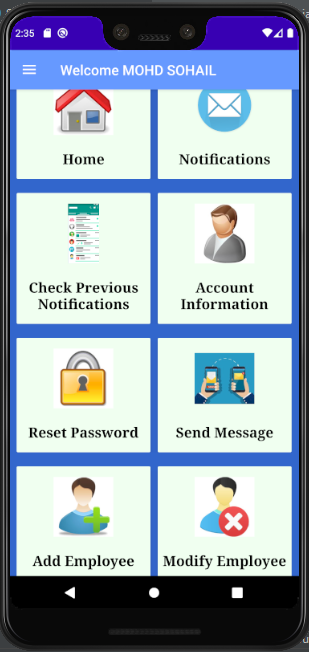 2:35
Welcome MOHD SOHAIL
Home
Notifications
Check Previous
Notifications
Account
Information
Reset Password
Send Message
Add Employee
Modify Employee